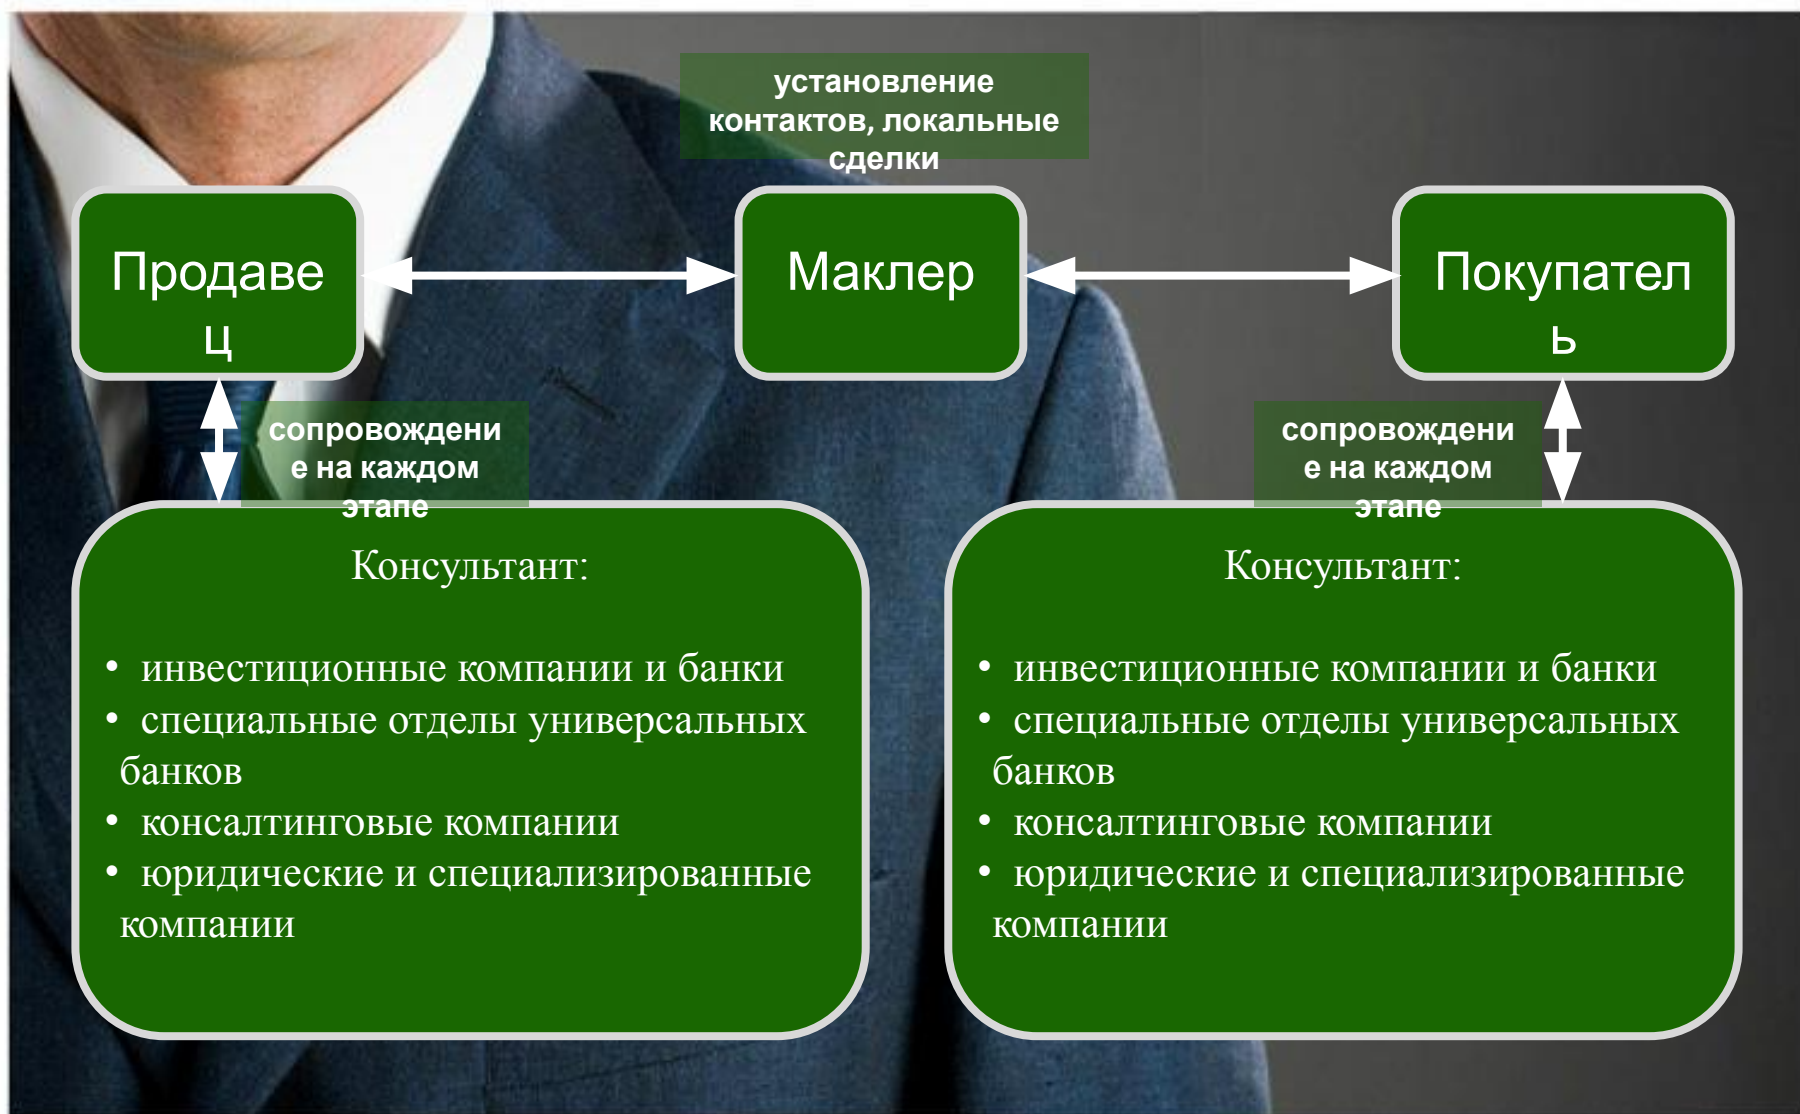 установление
контактов, локальные
сделки
Продаве
ц
Маклер
Покупател
ь
сопровождени
е на каждом
этапе
сопровождени
е на каждом
этапе
Консультант:
• инвестиционные компании и банки
• специальные отделы универсальных
банков
• консалтинговые компании
• юридические и специализированные
компании
Консультант:
• инвестиционные компании и банки
• специальные отделы универсальных
банков
• консалтинговые компании
• юридические и специализированные
компании